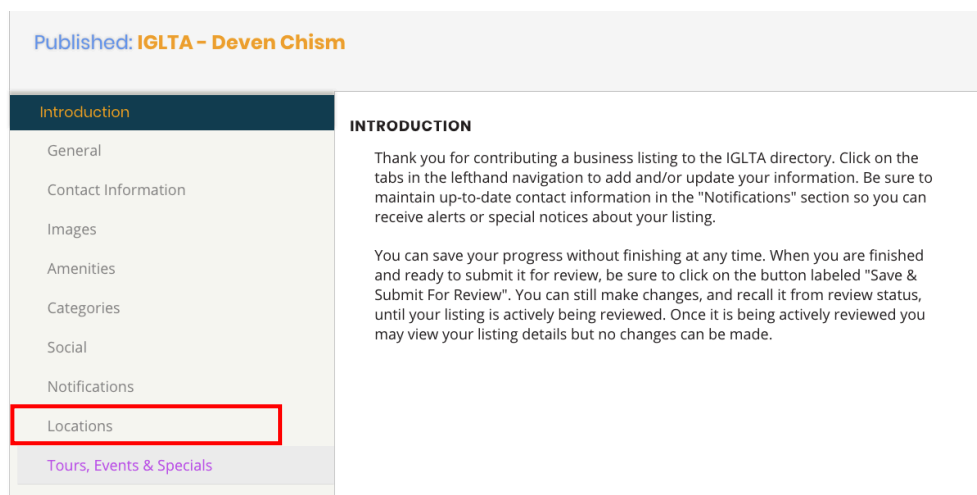 Published: IGLTA - Deven Chism
Introduction
General
Contact Information
Images
Amenities
Categories
Social
Notifications
Locations
Tours, Events & Specials
INTRODUCTION
Thank you for contributing a business listing to the IGLTA directory. Click on the
tabs in the lefthand navigation to add and/or update your information. Be sure to
maintain up-to-date contact information in the "Notifications" section so you can
receive alerts or special notices about your listing.
You can save your progress without finishing at any time. When you are finished
and ready to submit it for review, be sure to click on the button labeled "Save &
Submit For Review". You can still make changes, and recall it from review status,
until your listing is actively being reviewed. Once it is being actively reviewed you
may view your listing details but no changes can be made.